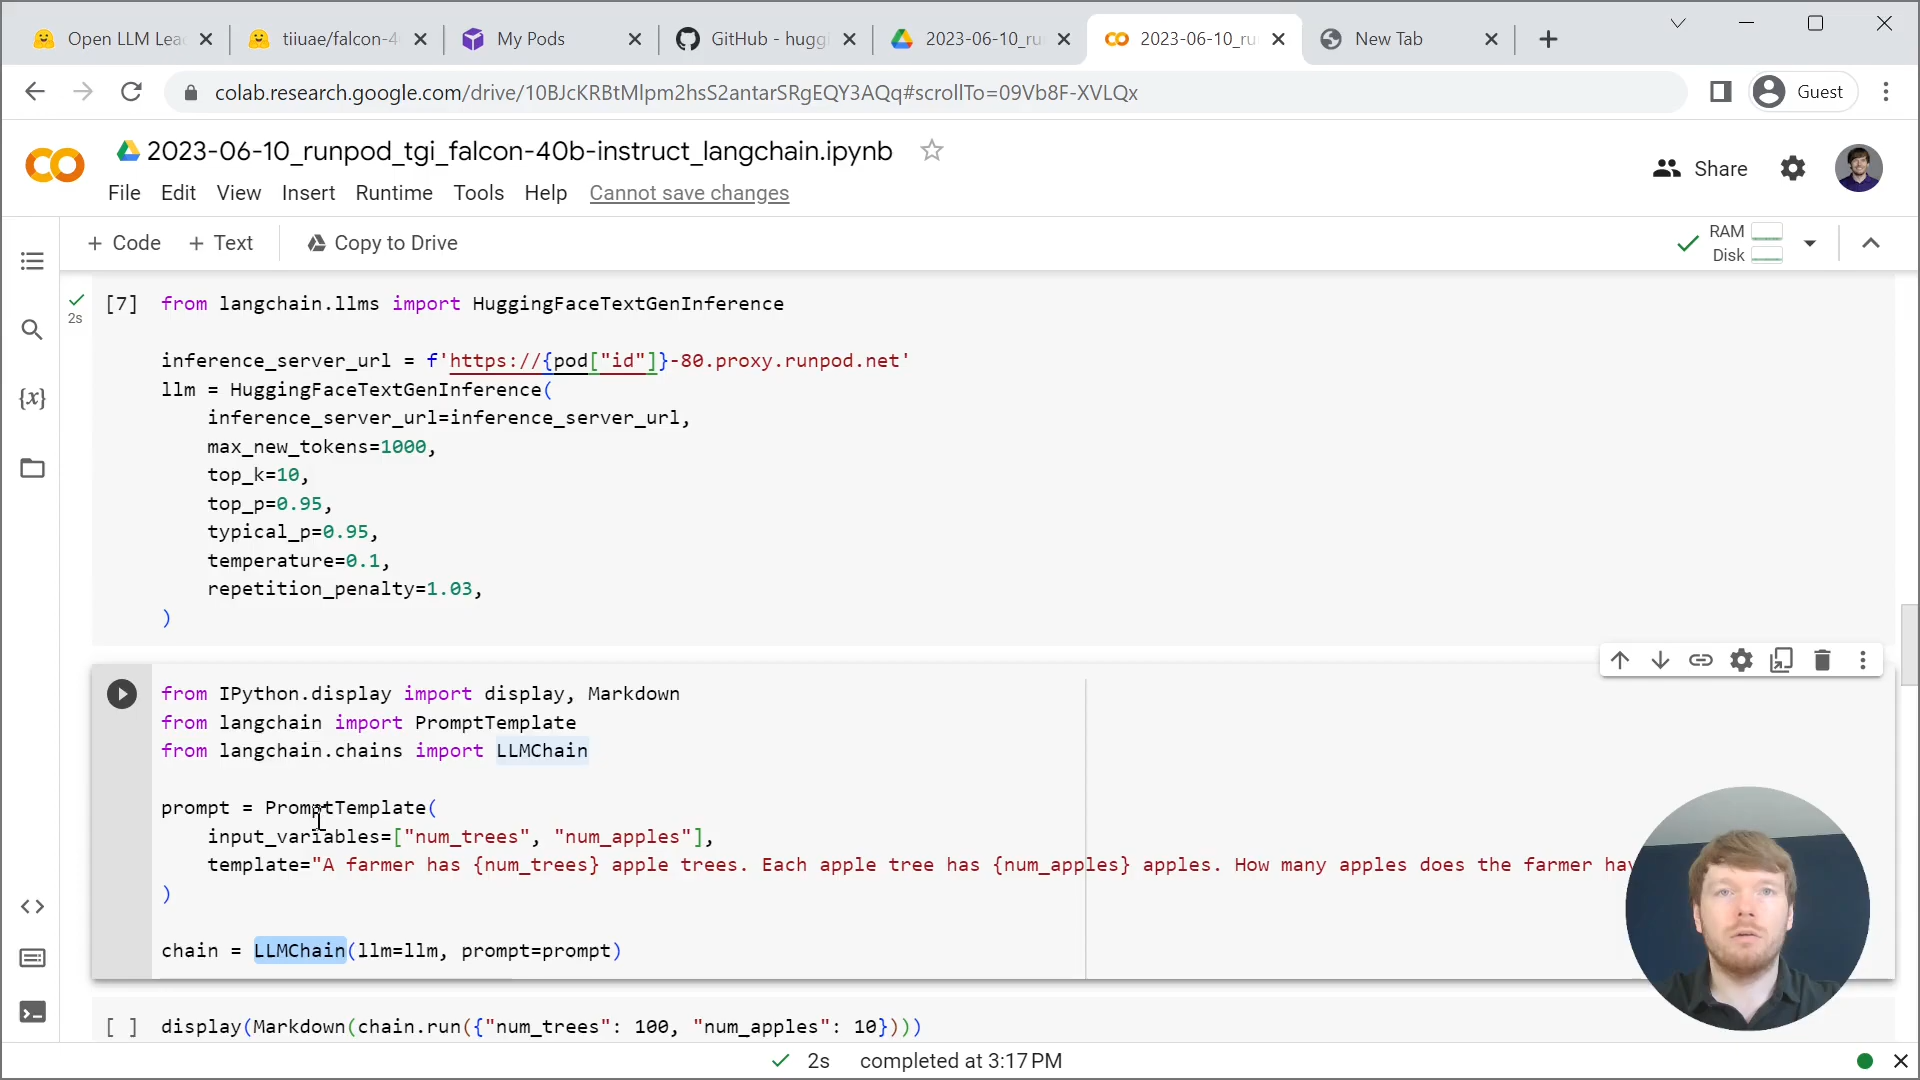 Open LLM Lea
tiiuae/falcon-4
My Pods
GitHub - huggi
2023-06-10_ru
2023-06-10_ru
New Tab
colab.research.google.com/drive/10BJcKRBtMlpm2hsS2antarSRgEQY3AQq#scrollTo=09Vb8F-XVLQx
Guest
2023-06-10_runpod_tgi_falcon-40b-instruct_langchain.ipynb
Share
File Edit View Insert Runtime Tools Help Cannot save changes
+ Code + Text Copy to Drive
RAM
Disk
[7] from langchain.llms import HuggingFaceTextGenInference
2s
inference_server_url = f'https://{pod["id"]}-80.proxy.runpod.net'
llm = HuggingFaceTextGenInference(
inference_server_url=inference_server_url,
max_new_tokens=1000,
top_k=10,
top_p=0.95,
typical_p=0.95,
temperature=0.1,
repetition_penalty=1.03,
)
from IPython.display import display, Markdown
from langchain import PromptTemplate
from langchain.chains import LLMChain
prompt = PromptTemplate(
input_variables=["num_trees", "num_apples"],
template="A farmer has {num_trees} apple trees. Each apple tree has {num_apples} apples. How many apples does the farmer hav
)
chain = LLMChain(llm=llm, prompt=prompt)
[ ] display(Markdown(chain.run({"num_trees": 100, "num_apples": 10})))
2s completed at 3:17 PM